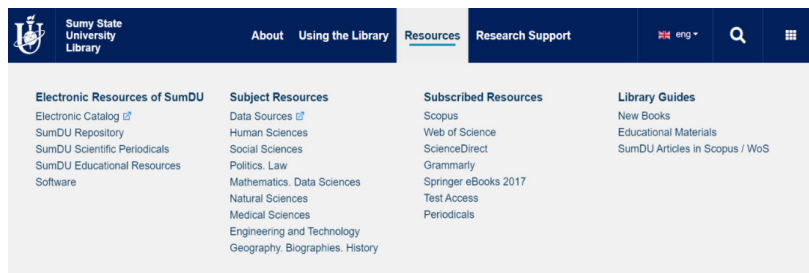 Sumy State
University
Library
About Using the Library Resources Research Support eng
Electronic Resources of SumDU
Electronic Catalog
SumDU Repository
SumDU Scientific Periodicals
SumDU Educational Resources
Software
Subject Resources
Data Sources
Human Sciences
Social Sciences
Politics. Law
Mathematics. Data Sciences
Natural Sciences
Medical Sciences
Engineering and Technology
Geography. Biographies. History
Subscribed Resources
Scopus
Web of Science
ScienceDirect
Grammarly
Springer eBooks 2017
Test Access
Periodicals
Library Guides
New Books
Educational Materials
SumDU Articles in Scopus / WoS